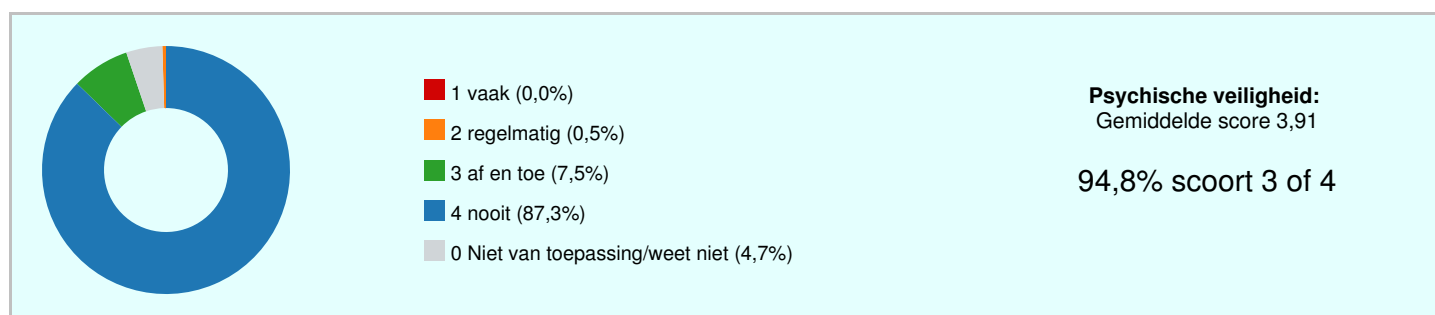 1 vaak (0,0%)
2 regelmatig (0,5%)
3 af en toe (7,5%)
4 nooit (87,3%)
0 Niet van toepassing/weet niet (4,7%)
Psychische veiligheid:
Gemiddelde score 3,91
94,8% scoort 3 of 4